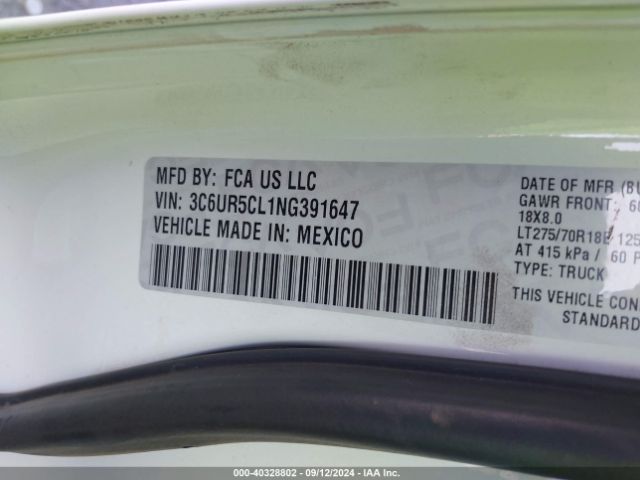 MFD BY: FCA US LLC
VIN: 3C6UR5CL1NG391647
VEHICLE MADE IN: MEXICO
DATE OF MFR
GAWR FRONT:
18X8.0
LT275/70R18E
AT 415 kPa / 60
TYPE: TRUCK
THIS VEHICLE
STANDARD
000-40328802 - 09/12/2024 - IAA Inc.